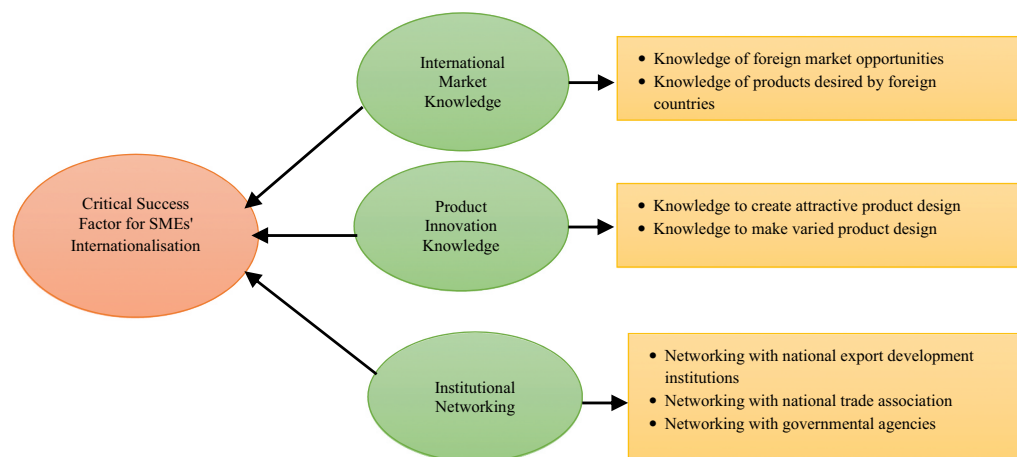 International
Market
Knowledge
• Knowledge of foreign market opportunities
• Knowledge of products desired by foreign
countries
Critical Success
Factor for SMEs'
Internationalisation
Product
Innovation
Knowledge
• Knowledge to create attractive product design
• Knowledge to make varied product design
Institutional
Networking
• Networking with national export development
institutions
• Networking with national trade association
• Networking with governmental agencies